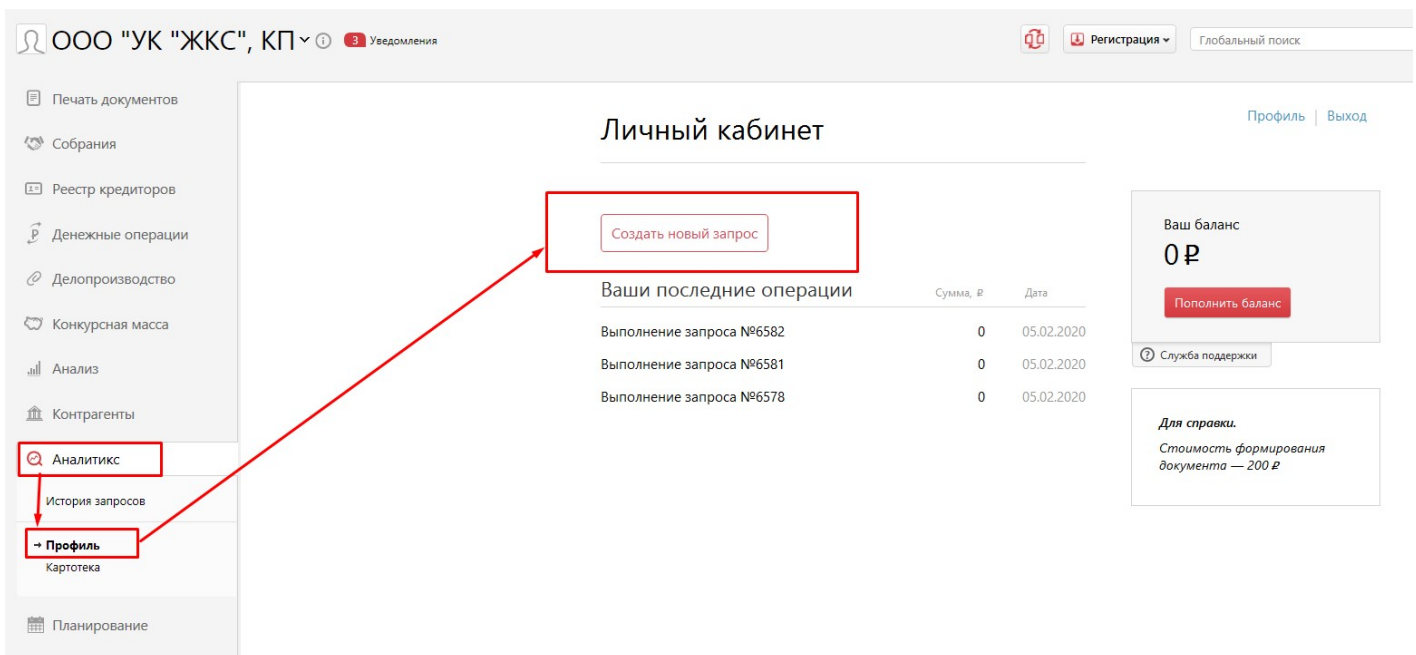 ООО "УК "ЖКС", КП
3 Уведомления
Регистрация
Глобальный поиск
Печать документов
Собрания
Реестр кредиторов
Денежные операции
Делопроизводство
Конкурсная масса
Анализ
Контрагенты
Аналитикс
История запросов
→ Профиль
Картотека
Планирование
Профиль | Выход
Личный кабинет
Создать новый запрос
Ваши последние операции Сумма, ₽ Дата
Выполнение запроса №6582 0 05.02.2020
Выполнение запроса №6581 0 05.02.2020
Выполнение запроса №6578 0 05.02.2020
Ваш баланс
0 ₽
Пополнить баланс
? Служба поддержки
Для справки.
Стоимость формирования
документа — 200 ₽